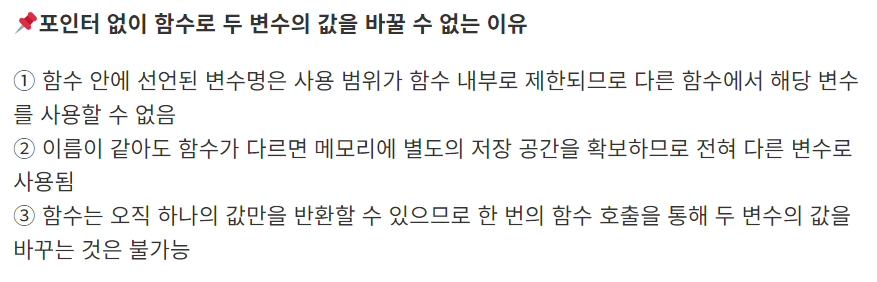 📌포인터 없이 함수로 두 변수의 값을 바꿀 수 없는 이유
① 함수 안에 선언된 변수명은 사용 범위가 함수 내부로 제한되므로 다른 함수에서 해당 변수
를 사용할 수 없음
② 이름이 같아도 함수가 다르면 메모리에 별도의 저장 공간을 확보하므로 전혀 다른 변수로
사용됨
③ 함수는 오직 하나의 값만을 반환할 수 있으므로 한 번의 함수 호출을 통해 두 변수의 값을
바꾸는 것은 불가능